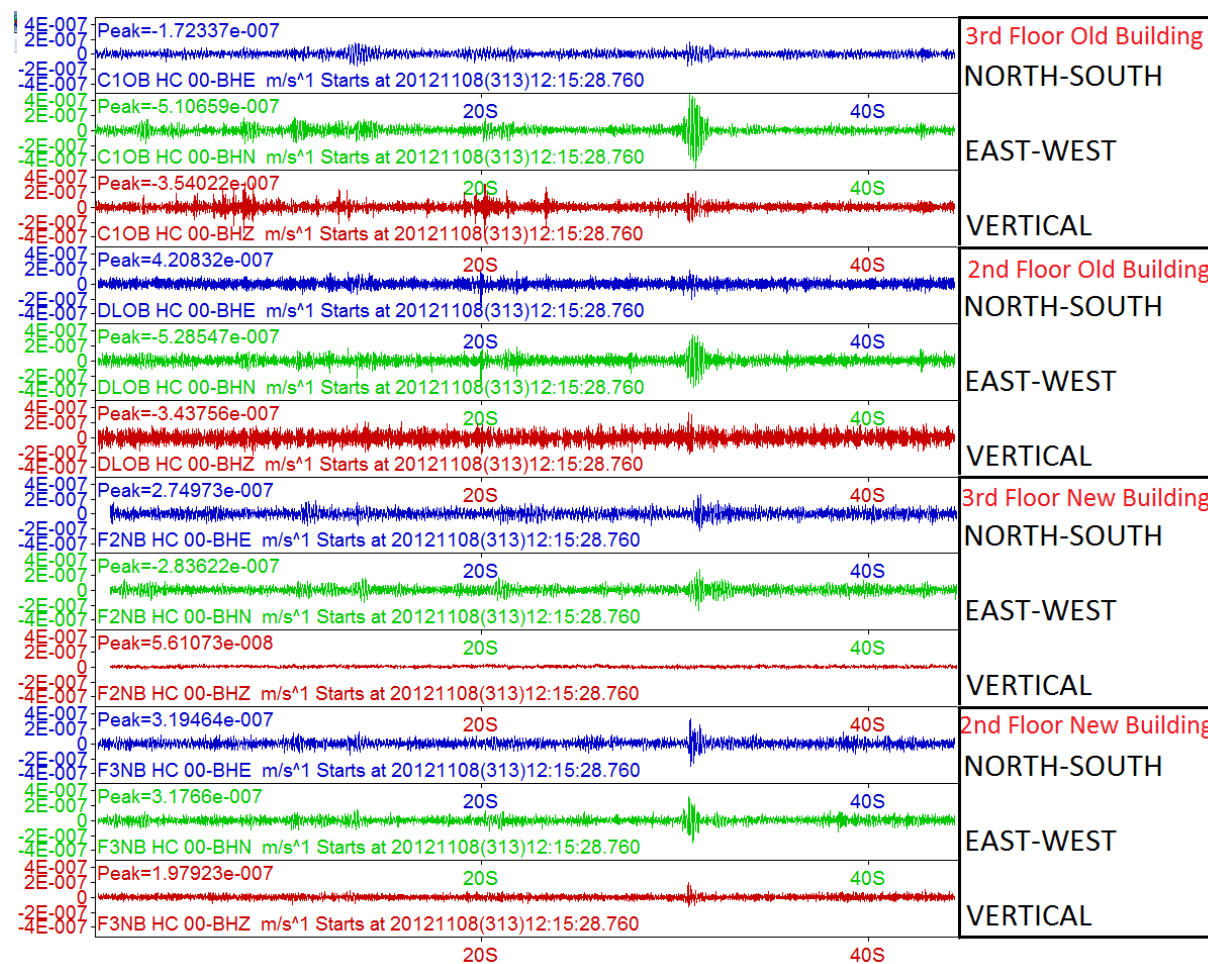 4E-007 Peak=-1.72337e-007 3rd Floor Old Building
2E-007
0 NORTH-SOUTH
-2E-007
-4E-007 C1OB HC 00-BHE m/s^1 Starts at 20121108(313)12:15:28.760
4E-007 Peak=-5.10659e-007 20S 40S
2E-007
0 EAST-WEST
-2E-007
-4E-007 C1OB HC 00-BHN m/s^1 Starts at 20121108(313)12:15:28.760
4E-007 Peak=-3.54022e-007 20S 40S
2E-007
0 VERTICAL
-2E-007
-4E-007 C1OB HC 00-BHZ m/s^1 Starts at 20121108(313)12:15:28.760
4E-007 Peak=4.20832e-007 20S 40S 2nd Floor Old Building
2E-007
0 NORTH-SOUTH
-2E-007
-4E-007 DLOB HC 00-BHE m/s^1 Starts at 20121108(313)12:15:28.760
4E-007 Peak=-5.28547e-007 20S 40S
2E-007
0 EAST-WEST
-2E-007
-4E-007 DLOB HC 00-BHN m/s^1 Starts at 20121108(313)12:15:28.760
4E-007 Peak=-3.43756e-007 20S 40S
2E-007
0 VERTICAL
-2E-007
-4E-007 DLOB HC 00-BHZ m/s^1 Starts at 20121108(313)12:15:28.760
4E-007 Peak=2.74973e-007 20S 40S 3rd Floor New Building
2E-007
0 NORTH-SOUTH
-2E-007
-4E-007 F2NB HC 00-BHE m/s^1 Starts at 20121108(313)12:15:28.760
4E-007 Peak=-2.83622e-007 20S 40S
2E-007
0 EAST-WEST
-2E-007
-4E-007 F2NB HC 00-BHN m/s^1 Starts at 20121108(313)12:15:28.760
4E-007 Peak=5.61073e-008 20S 40S
2E-007
0 VERTICAL
-2E-007
-4E-007 F2NB HC 00-BHZ m/s^1 Starts at 20121108(313)12:15:28.760
4E-007 Peak=3.19464e-007 20S 40S 2nd Floor New Building
2E-007
0 NORTH-SOUTH
-2E-007
-4E-007 F3NB HC 00-BHE m/s^1 Starts at 20121108(313)12:15:28.760
4E-007 Peak=3.1766e-007 20S 40S
2E-007
0 EAST-WEST
-2E-007
-4E-007 F3NB HC 00-BHN m/s^1 Starts at 20121108(313)12:15:28.760
4E-007 Peak=1.97923e-007 20S 40S
2E-007
0 VERTICAL
-2E-007
-4E-007 F3NB HC 00-BHZ m/s^1 Starts at 20121108(313)12:15:28.760
20S 40S